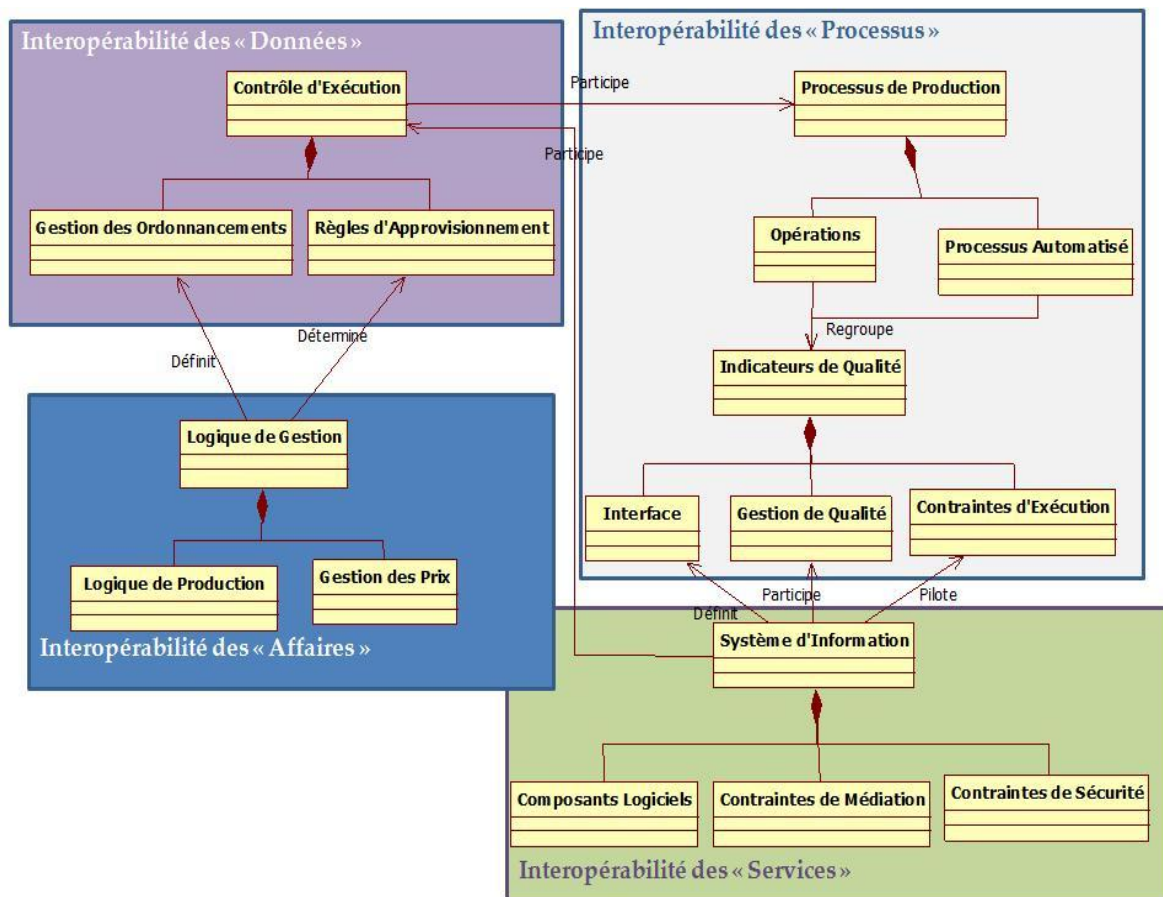 Interopérabilité des « Données »
Interopérabilité des « Processus »
Contrôle d'Exécution
Participe
Processus de Production
Participe
Gestion des Ordonnancements
Règles d'Approvisionnement
Opérations
Processus Automatisé
Détermine
Regroupe
Définit
Indicateurs de Qualité
Logique de Gestion
Interface
Gestion de Qualité
Contraintes d'Exécution
Logique de Production
Gestion des Prix
Participe
Pilote
Définit
Interopérabilité des « Affaires »
Système d'Information
Composants Logiciels
Contraintes de Médiation
Contraintes de Sécurité
Interopérabilité des « Services »